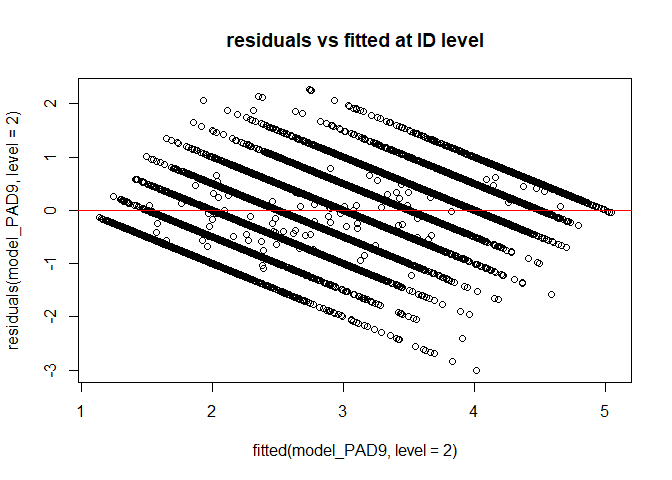 residuals vs fitted at ID level
residuals(model_PAD9, level = 2)
2
1
0
-1
-2
-3
1 2 3 4 5
fitted(model_PAD9, level = 2)